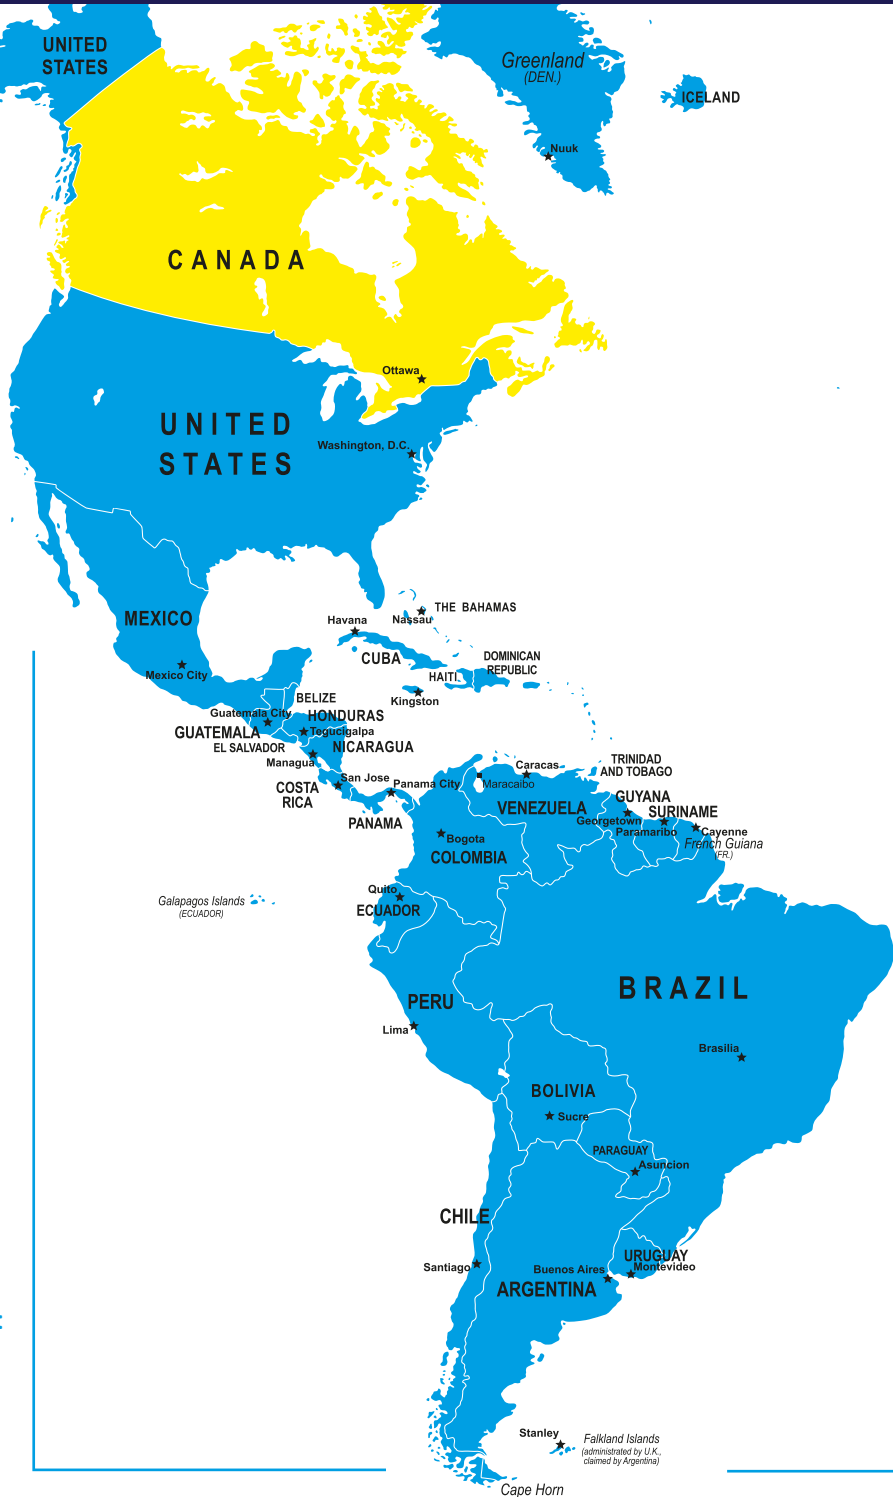 UNITED
STATES
Greenland
(DEN.)
ICELAND
Nuuk
CANADA
Ottawa
UNITED
STATES
Washington, D.C.
MEXICO
Mexico City
Havana
Nassau
THE BAHAMAS
CUBA
DOMINICAN
REPUBLIC
HAITI
Kingston
BELIZE
Guatemala City
HONDURAS
GUATEMALA
Tegucigalpa
EL SALVADOR
NICARAGUA
Managua
San Jose
COSTA
RICA
Panama City
PANAMA
Caracas
Maracaibo
TRINIDAD
AND TOBAGO
VENEZUELA
GUYANA
Georgetown
SURINAME
Paramaribo
Cayenne
French Guiana
(FR.)
Bogota
COLOMBIA
Quito
ECUADOR
Galapagos Islands
(ECUADOR)
PERU
Lima
BRAZIL
Brasilia
BOLIVIA
Sucre
PARAGUAY
Asuncion
CHILE
Santiago
URUGUAY
Montevideo
Buenos Aires
ARGENTINA
Stanley
Falkland Islands
(administrated by U.K.,
claimed by Argentina)
Cape Horn